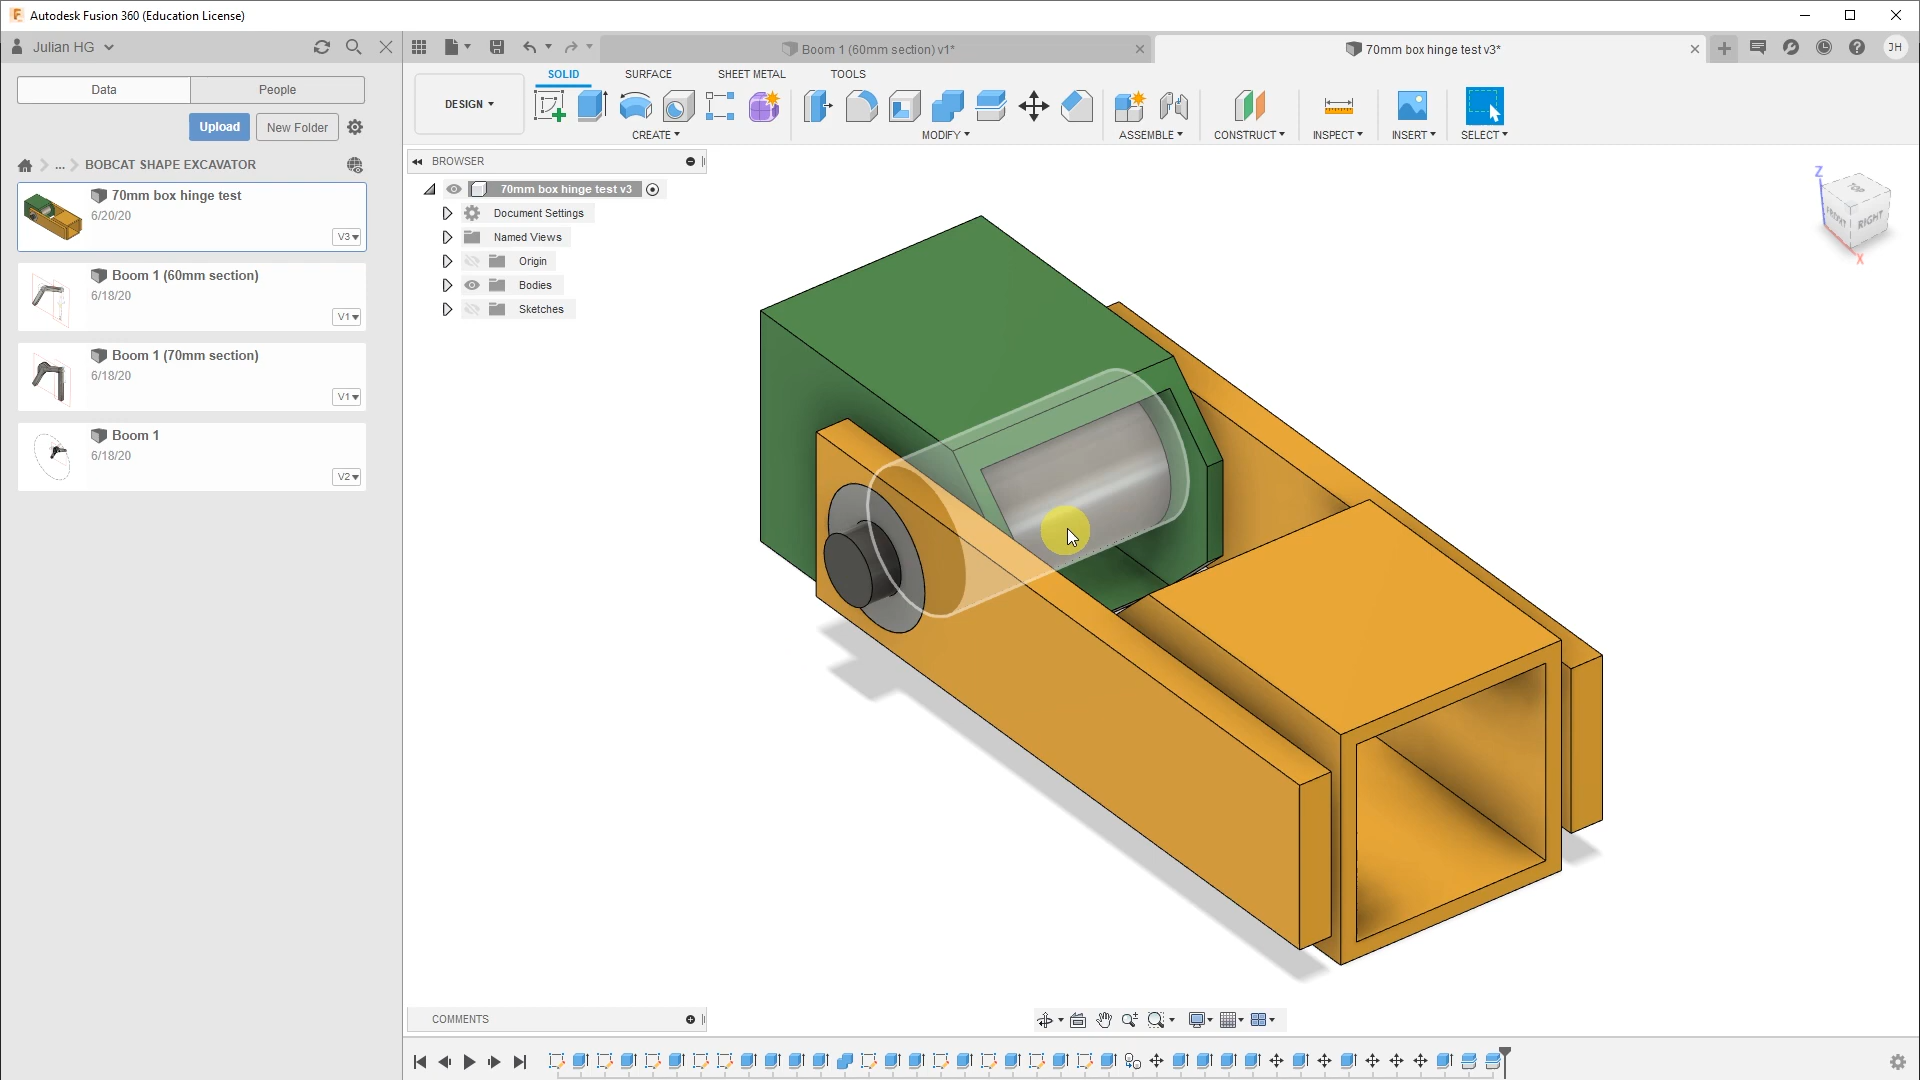 Autodesk Fusion 360 (Education License)
Julian HG
Boom 1 (60mm section) v1*
70mm box hinge test v3*
JH
Data
People
Upload
New Folder
... BOBCAT SHAPE EXCAVATOR
70mm box hinge test
6/20/20
V3
Boom 1 (60mm section)
6/18/20
V1
Boom 1 (70mm section)
6/18/20
V1
Boom 1
6/18/20
V2
DESIGN
SOLID
SURFACE
SHEET METAL
TOOLS
CREATE
MODIFY
ASSEMBLE
CONSTRUCT
INSPECT
INSERT
SELECT
BROWSER
70mm box hinge test v3
Document Settings
Named Views
Origin
Bodies
Sketches
Z
TOP
FRONT
RIGHT
X
COMMENTS